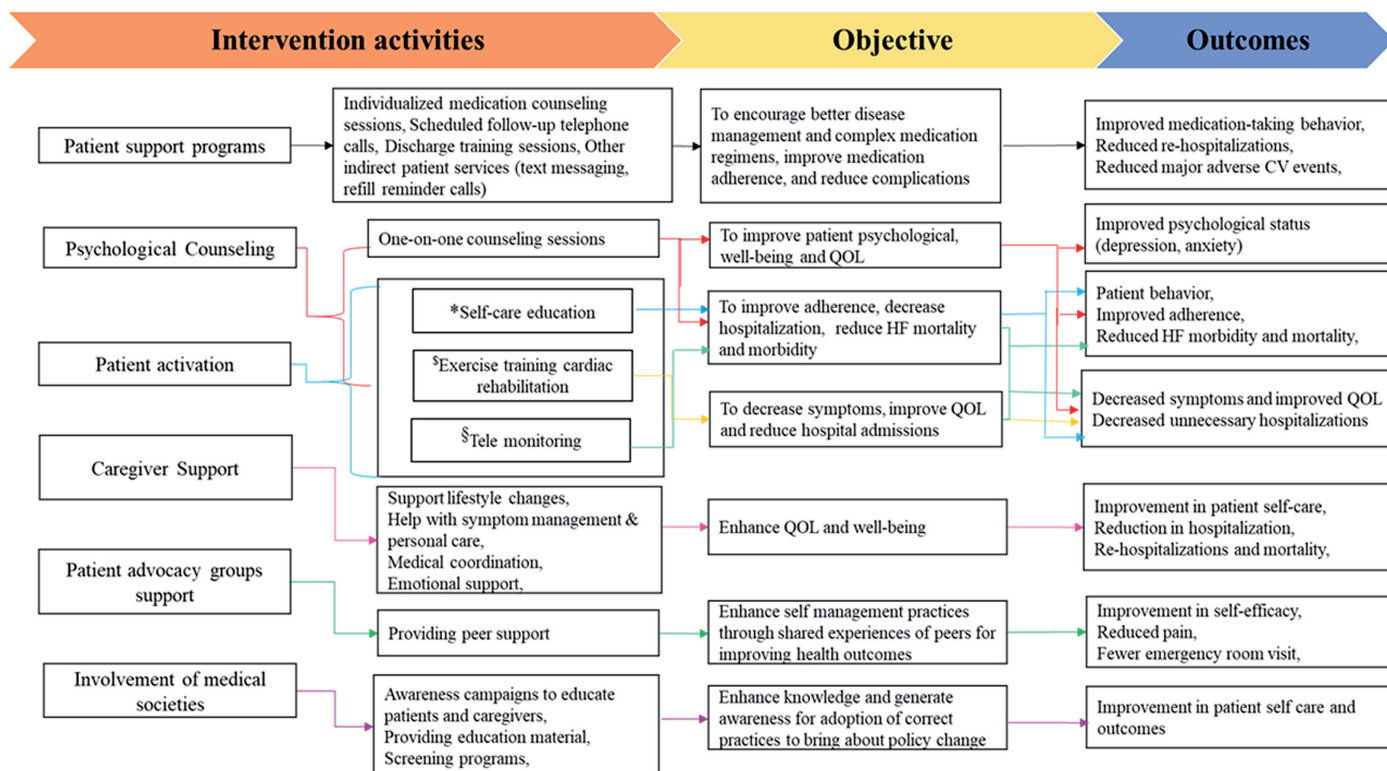 Intervention activities
Objective
Outcomes
Patient support programs
Individualized medication counseling
sessions, Scheduled follow-up telephone
calls, Discharge training sessions, Other
indirect patient services (text messaging,
refill reminder calls)
To encourage better disease
management and complex medication
regimens, improve medication
adherence, and reduce complications
Improved medication-taking behavior,
Reduced re-hospitalizations,
Reduced major adverse CV events,
Psychological Counseling
One-on-one counseling sessions
To improve patient psychological,
well-being and QOL
Improved psychological status
(depression, anxiety)
Patient activation
*Self-care education
$Exercise training cardiac
rehabilitation
§Tele monitoring
To improve adherence, decrease
hospitalization, reduce HF mortality
and morbidity
To decrease symptoms, improve QOL
and reduce hospital admissions
Patient behavior,
Improved adherence,
Reduced HF morbidity and mortality,
Decreased symptoms and improved QOL
Decreased unnecessary hospitalizations
Caregiver Support
Support lifestyle changes,
Help with symptom management &
personal care,
Medical coordination,
Emotional support,
Enhance QOL and well-being
Improvement in patient self-care,
Reduction in hospitalization,
Re-hospitalizations and mortality,
Patient advocacy groups
support
Providing peer support
Enhance self management practices
through shared experiences of peers for
improving health outcomes
Improvement in self-efficacy,
Reduced pain,
Fewer emergency room visit,
Involvement of medical
societies
Awareness campaigns to educate
patients and caregivers,
Providing education material,
Screening programs,
Enhance knowledge and generate
awareness for adoption of correct
practices to bring about policy change
Improvement in patient self care and
outcomes